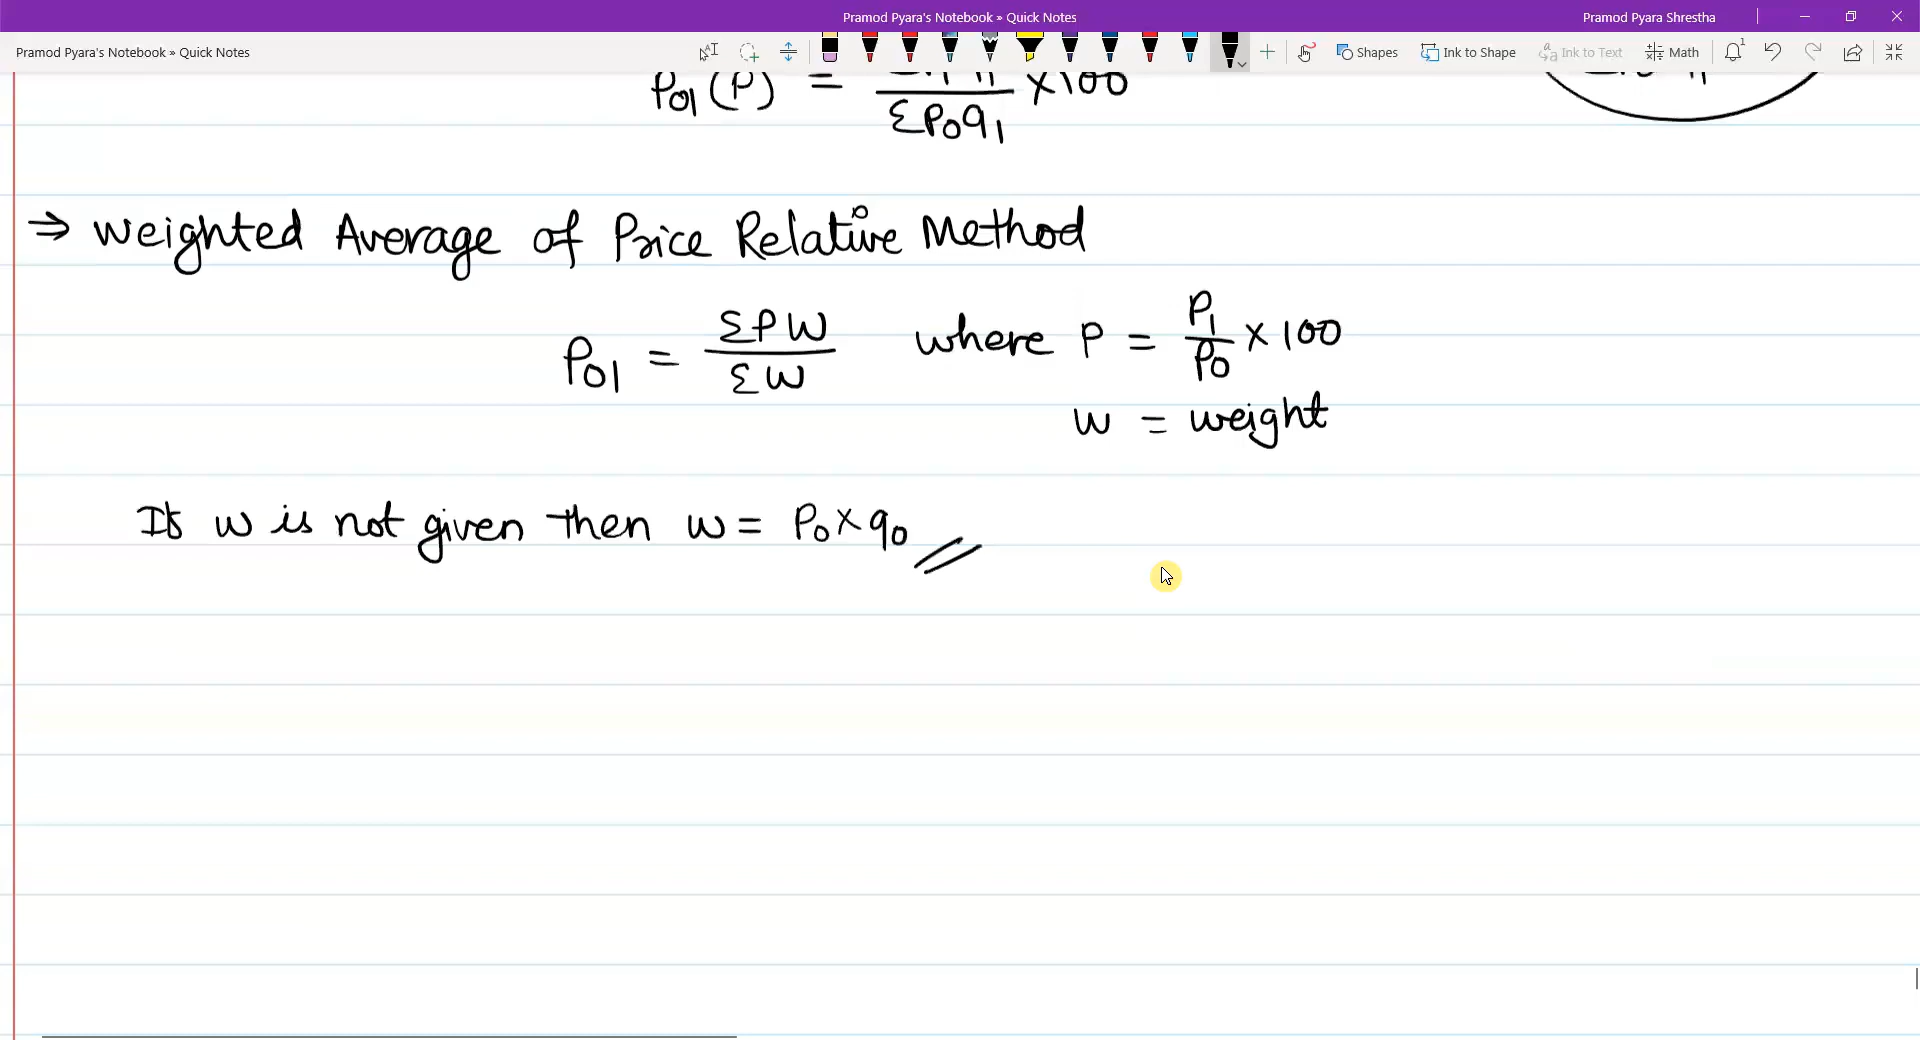 Pramod Pyara's Notebook » Quick Notes
Pramod Pyara Shrestha
Pramod Pyara's Notebook » Quick Notes
Shapes
Ink to Shape
Ink to Text
Math
1
P₀₁(P) = / ΣP₀q₁ × 100
⇒ Weighted Average of Price Relative Method
P₀₁ = ΣPW / ΣW where P = P₁ / P₀ × 100
W = weight
If w is not given then w = P₀ × q₀